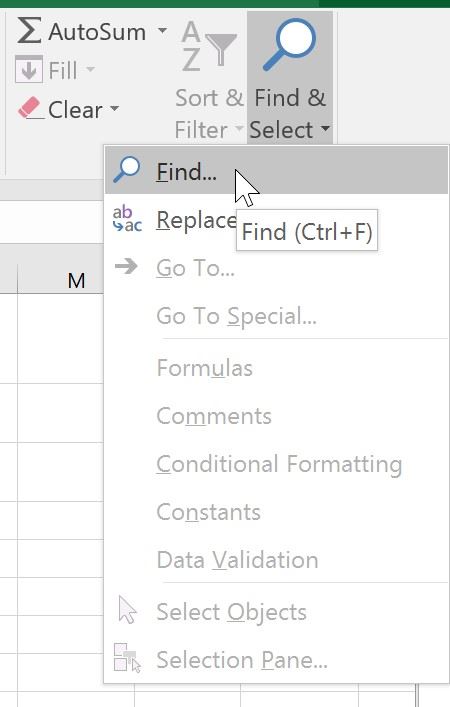 AutoSum
Fill
Clear
A
Z
Sort &
Filter
Find &
Select
Find...
Replace
Find (Ctrl+F)
Go To...
Go To Special...
Formulas
Comments
Conditional Formatting
Constants
Data Validation
Select Objects
Selection Pane...
ab
ac
M